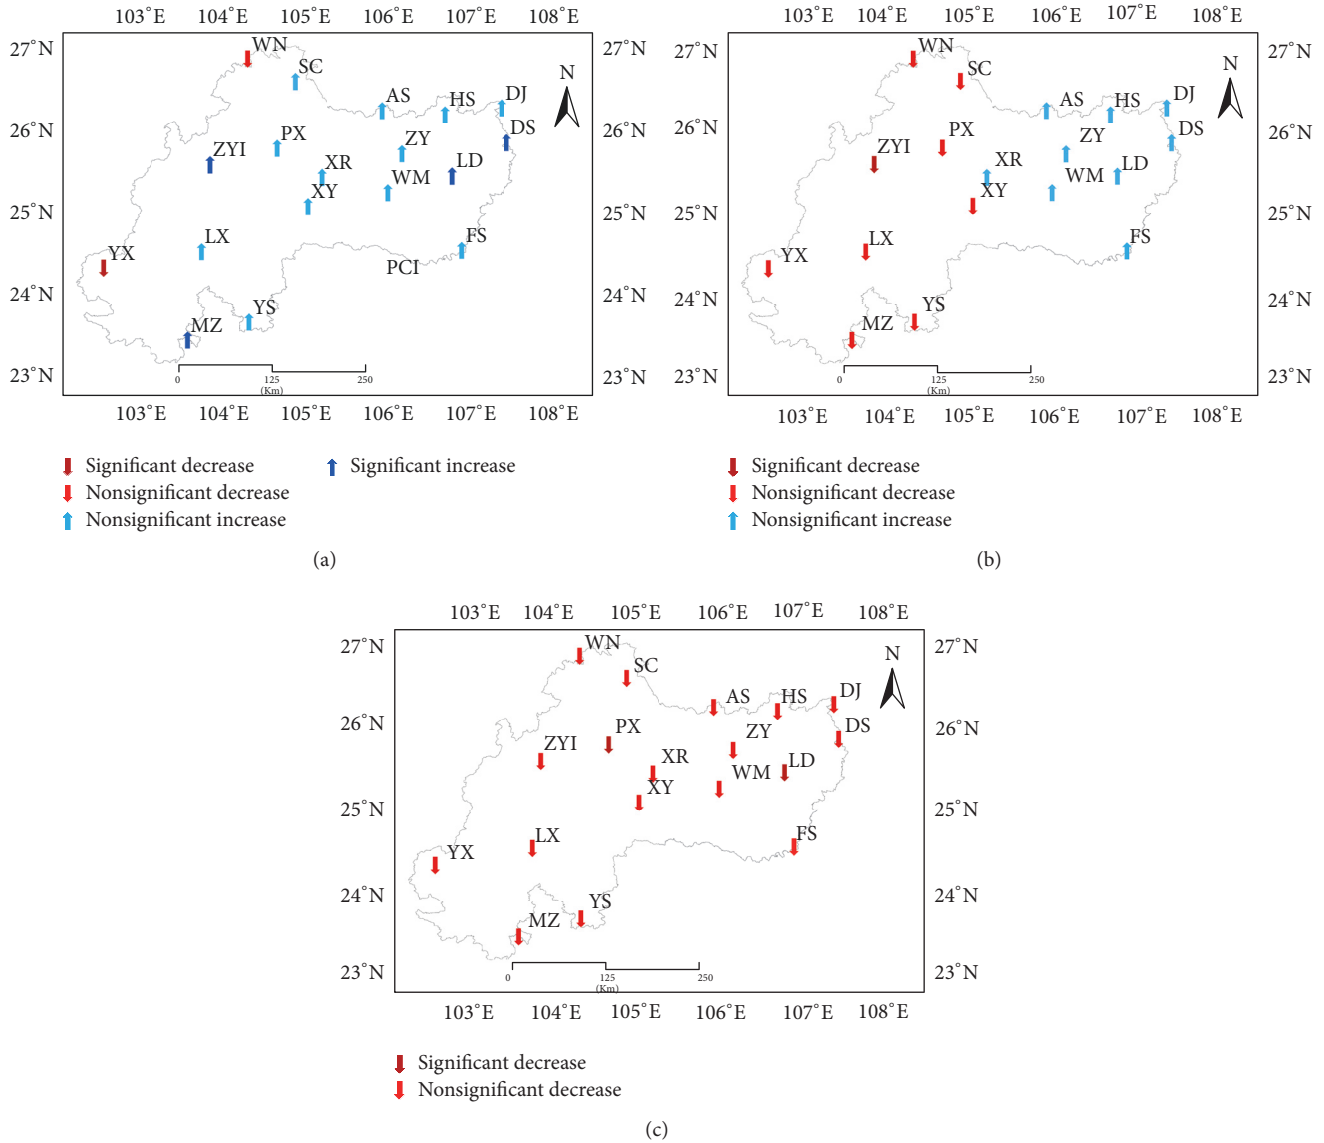 103˚E 104˚E 105˚E 106˚E 107˚E 108˚E
27˚N 27˚N
26˚N 26˚N
25˚N 25˚N
24˚N 24˚N
23˚N 23˚N
WN
SC
N
AS
HS
DJ
DS
PX
ZYI
ZY
XR
LD
WM
XY
LX
FS
YX
PCI
YS
MZ
0 125 250
(Km)
103˚E 104˚E 105˚E 106˚E 107˚E 108˚E
Significant decrease
Significant increase
Nonsignificant decrease
Nonsignificant increase
(a)
103˚E 104˚E 105˚E 106˚E 107˚E 108˚E
27˚N 27˚N
26˚N 26˚N
25˚N 25˚N
24˚N 24˚N
23˚N 23˚N
WN
SC
N
AS
HS
DJ
DS
PX
ZY
ZYI
XR
LD
WM
XY
LX
FS
YX
YS
MZ
0 125 250
(Km)
103˚E 104˚E 105˚E 106˚E 107˚E 108˚E
Significant decrease
Nonsignificant decrease
Nonsignificant increase
(b)
103˚E 104˚E 105˚E 106˚E 107˚E 108˚E
27˚N 27˚N
26˚N 26˚N
25˚N 25˚N
24˚N 24˚N
23˚N 23˚N
WN
SC
N
AS
HS
DJ
DS
PX
ZY
ZYI
XR
LD
WM
XY
LX
FS
YX
YS
MZ
0 125 250
(Km)
103˚E 104˚E 105˚E 106˚E 107˚E 108˚E
Significant decrease
Nonsignificant decrease
(c)